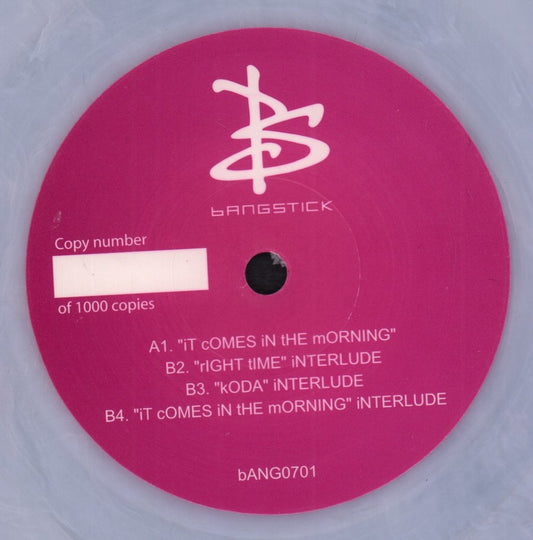 bANGSTICK
Copy number
of 1000 copies
A1. "iT cOMES iN tHE mORNING"
B2. "rIGHT tIME" iNTERLUDE
B3. "kODA" iNTERLUDE
B4. "iT cOMES iN tHE mORNING" iNTERLUDE
bANG0701